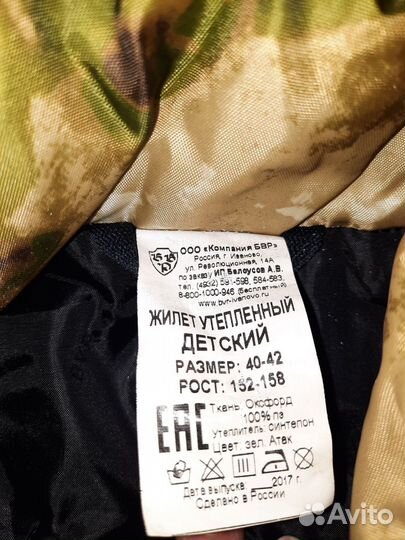 ООО «Компания БВР»
Россия, г. Иваново,
ул. Революционная, 14А
по заказу ИП Белоусов А.В.
тел. (4932) 581-598, 584-583,
8-800-1000-946 (бесплатный)
www.bvr-ivanovo.ru
ЖИЛЕТ УТЕПЛЕННЫЙ
ДЕТСКИЙ
РАЗМЕР: 40-42
РОСТ: 152-158
ЕАС
Ткань: Оксфорд
100% пэ
Утеплитель: синтепон
Цвет: зел. Атак
Дата выпуска 2017 г.
Сделано в России
Avito